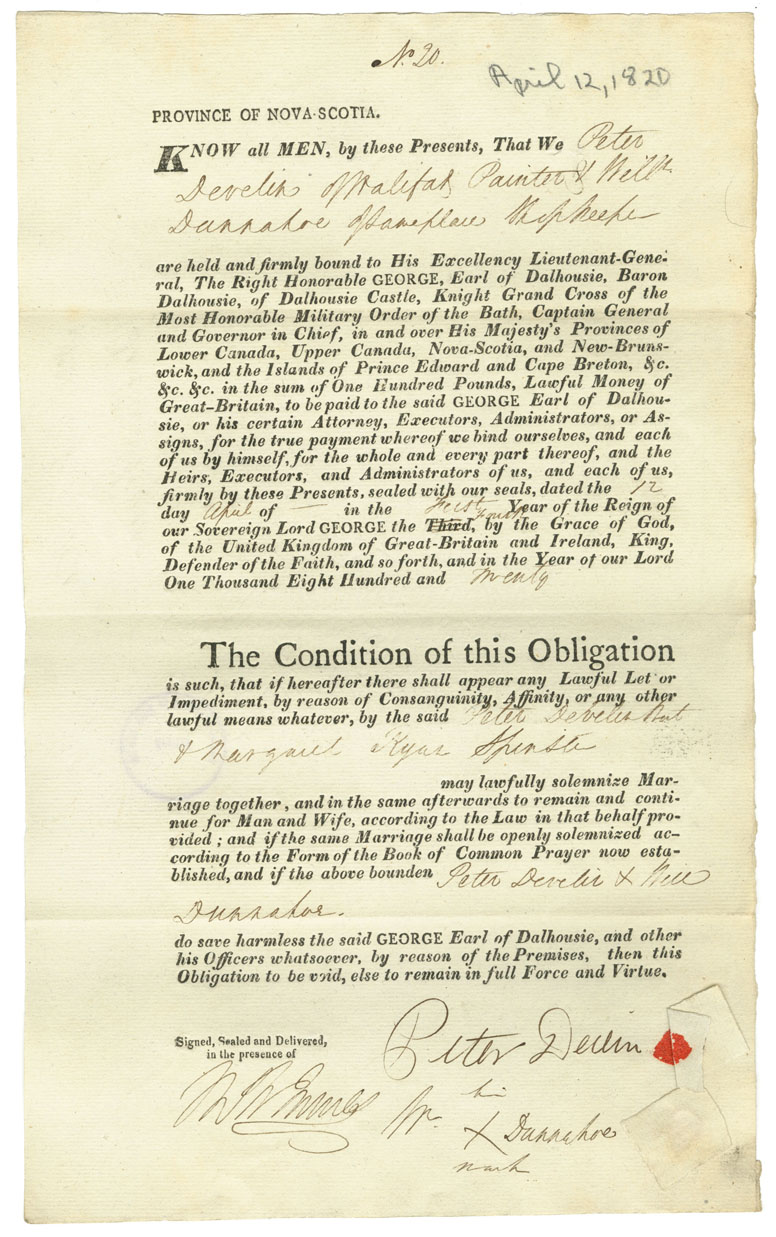 No. 20.
April 12, 1820
PROVINCE OF NOVA-SCOTIA.
KNOW all MEN, by these Presents, That We Peter
Develin of Halifax Painter & Willm
Dunnahoe of same place Shopkeeper
are held and firmly bound to His Excellency Lieutenant-Gene-
ral, The Right Honorable GEORGE, Earl of Dalhousie, Baron
Dalhousie, of Dalhousie Castle, Knight Grand Cross of the
Most Honorable Military Order of the Bath, Captain General
and Governor in Chief, in and over His Majesty's Provinces of
Lower Canada, Upper Canada, Nova-Scotia, and New-Bruns-
wick, and the Islands of Prince Edward and Cape Breton, &c.
&c. &c. in the sum of One Hundred Pounds, Lawful Money of
Great-Britain, to be paid to the said GEORGE Earl of Dalhou-
sie, or his certain Attorney, Executors, Administrators, or As-
signs, for the true payment whereof we bind ourselves, and each
of us by himself, for the whole and every part thereof, and the
Heirs, Executors, and Administrators of us, and each of us,
firmly by these Presents, sealed with our seals, dated the 12
day April of — in the First Year of the Reign of
our Sovereign Lord GEORGE the Third, Fourth by the Grace of God,
of the United Kingdom of Great-Britain and Ireland, King,
Defender of the Faith, and so forth, and in the Year of our Lord
One Thousand Eight Hundred and Twenty
The Condition of this Obligation
is such, that if hereafter there shall appear any Lawful Let or
Impediment, by reason of Consanguinity, Affinity, or any other
lawful means whatever, by the said Peter Develin Bat
& Margaret Spinster
may lawfully solemnize Mar-
riage together, and in the same afterwards to remain and conti-
nue for Man and Wife, according to the Law in that behalf pro-
vided; and if the same Marriage shall be openly solemnized ac-
cording to the Form of the Book of Common Prayer now esta-
blished, and if the above bounden Peter Develin & Will
Dunnahoe.
do save harmless the said GEORGE Earl of Dalhousie, and other
his Officers whatsoever, by reason of the Premises, then this
Obligation to be void, else to remain in full Force and Virtue.
Signed, Sealed and Delivered,
in the presence of
Peter Devlin
his
Wm. X Dunnahoe
mark